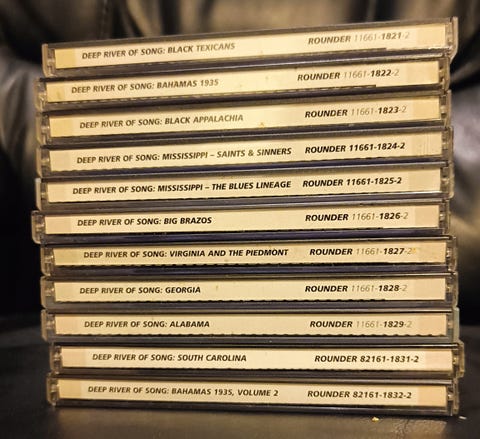 DEEP RIVER OF SONG: BLACK TEXICANS ROUNDER 11661-1821-2
DEEP RIVER OF SONG: BAHAMAS 1935 ROUNDER 11661-1822-2
DEEP RIVER OF SONG: BLACK APPALACHIA ROUNDER 11661-1823-2
DEEP RIVER OF SONG: MISSISSIPPI – SAINTS & SINNERS ROUNDER 11661-1824-2
DEEP RIVER OF SONG: MISSISSIPPI – THE BLUES LINEAGE ROUNDER 11661-1825-2
DEEP RIVER OF SONG: BIG BRAZOS ROUNDER 11661-1826-2
DEEP RIVER OF SONG: VIRGINIA AND THE PIEDMONT ROUNDER 11661-1827-2
DEEP RIVER OF SONG: GEORGIA ROUNDER 11661-1828-2
DEEP RIVER OF SONG: ALABAMA ROUNDER 11661-1829-2
DEEP RIVER OF SONG: SOUTH CAROLINA ROUNDER 82161-1831-2
DEEP RIVER OF SONG: BAHAMAS 1935, VOLUME 2 ROUNDER 82161-1832-2